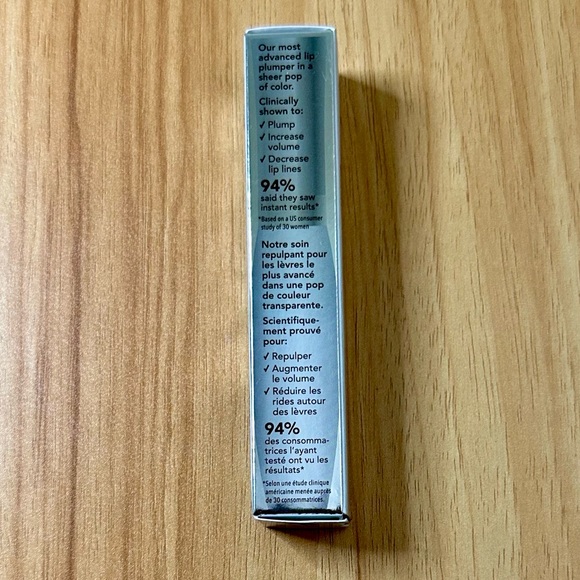 Our most
advanced lip
plumper in a
sheer pop
of color.
Clinically
shown to:
✓ Plump
✓ Increase
volume
✓ Decrease
lip lines
94%
said they saw
instant results*
*Based on a US consumer
study of 30 women
Notre soin
repulpant pour
les lèvres le
plus avancé
dans une pop
de couleur
transparente.
Scientifique-
ment prouvé
pour:
✓ Repulper
✓ Augmenter
le volume
✓ Réduire les
rides autour
des lèvres
94%
des consomma-
trices l'ayant
testé ont vu les
résultats*
*Selon une étude clinique
américaine menée auprès
de 30 consommatrices.